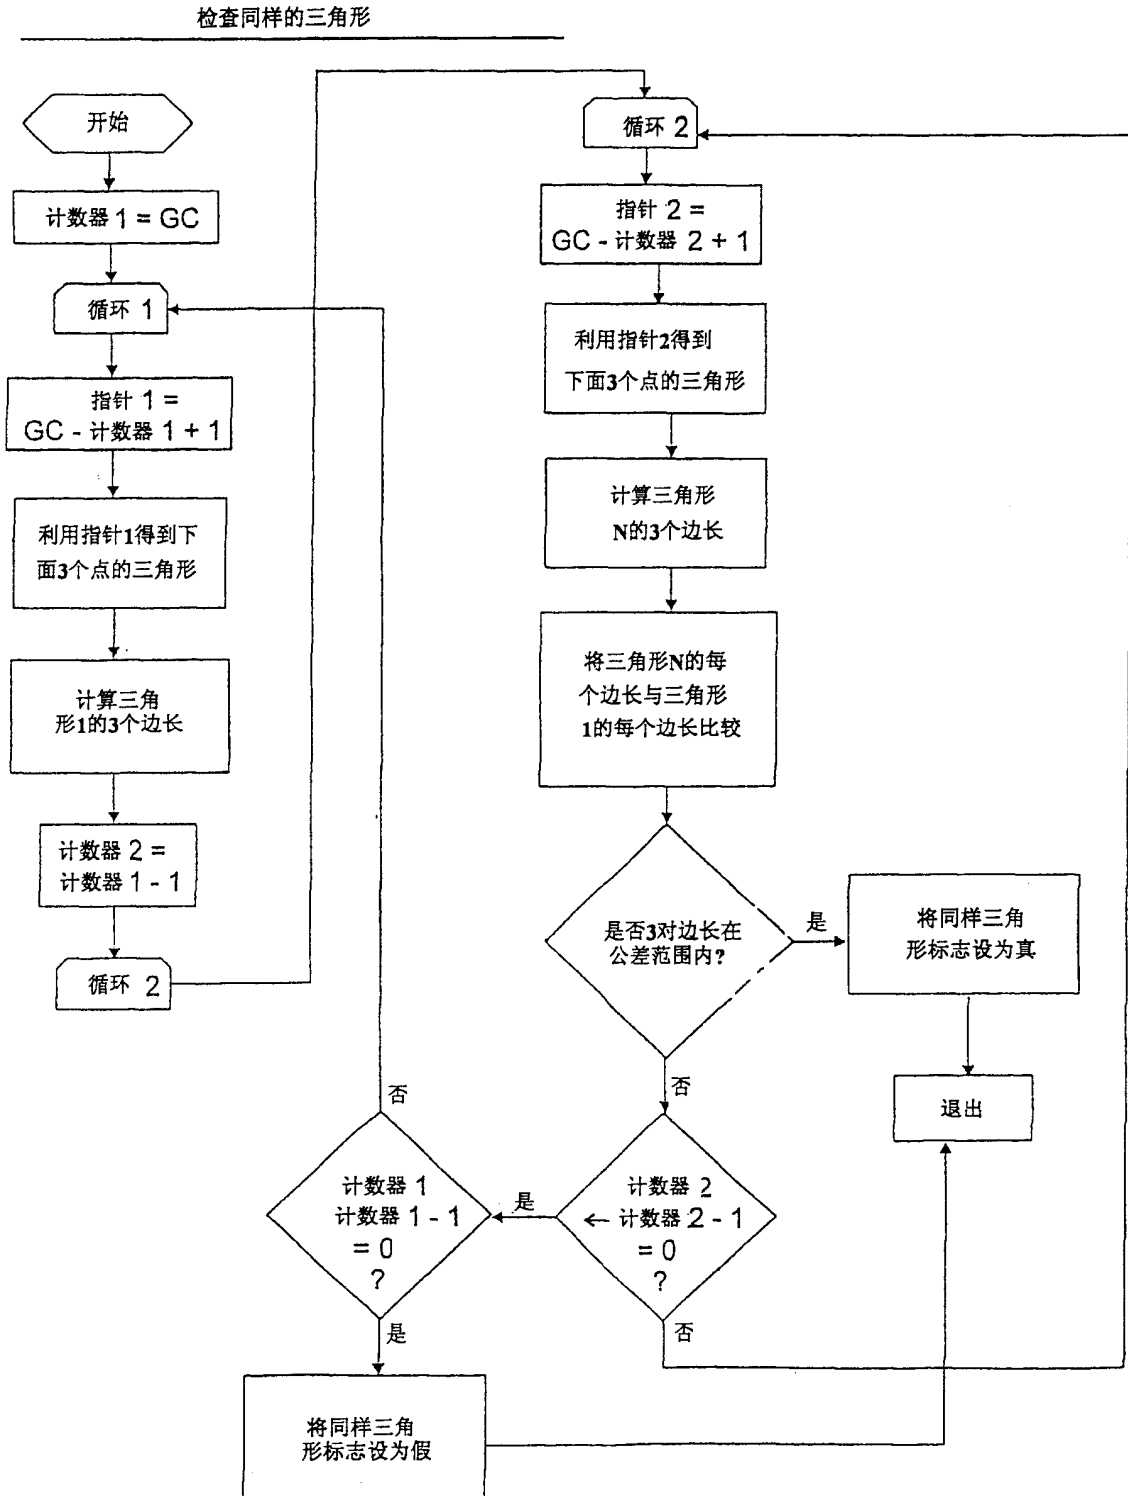 检查同样的三角形
开始
计数器 1 = GC
循环 1
指针 1 =
GC - 计数器 1 + 1
利用指针1得到下
面3个点的三角形
计算三角
形1的3个边长
计数器 2 =
计数器 1 - 1
循环 2
循环 2
指针 2 =
GC - 计数器 2 + 1
利用指针2得到
下面3个点的三角形
计算三角形
N的3个边长
将三角形N的每
个边长与三角形
1的每个边长比较
是否3对边长在
公差范围内?
是
将同样三角
形标志设为真
退出
否
计数器 2
← 计数器 2 - 1
= 0
?
是
否
否
计数器 1
计数器 1 - 1
= 0
?
是
将同样三角
形标志设为假